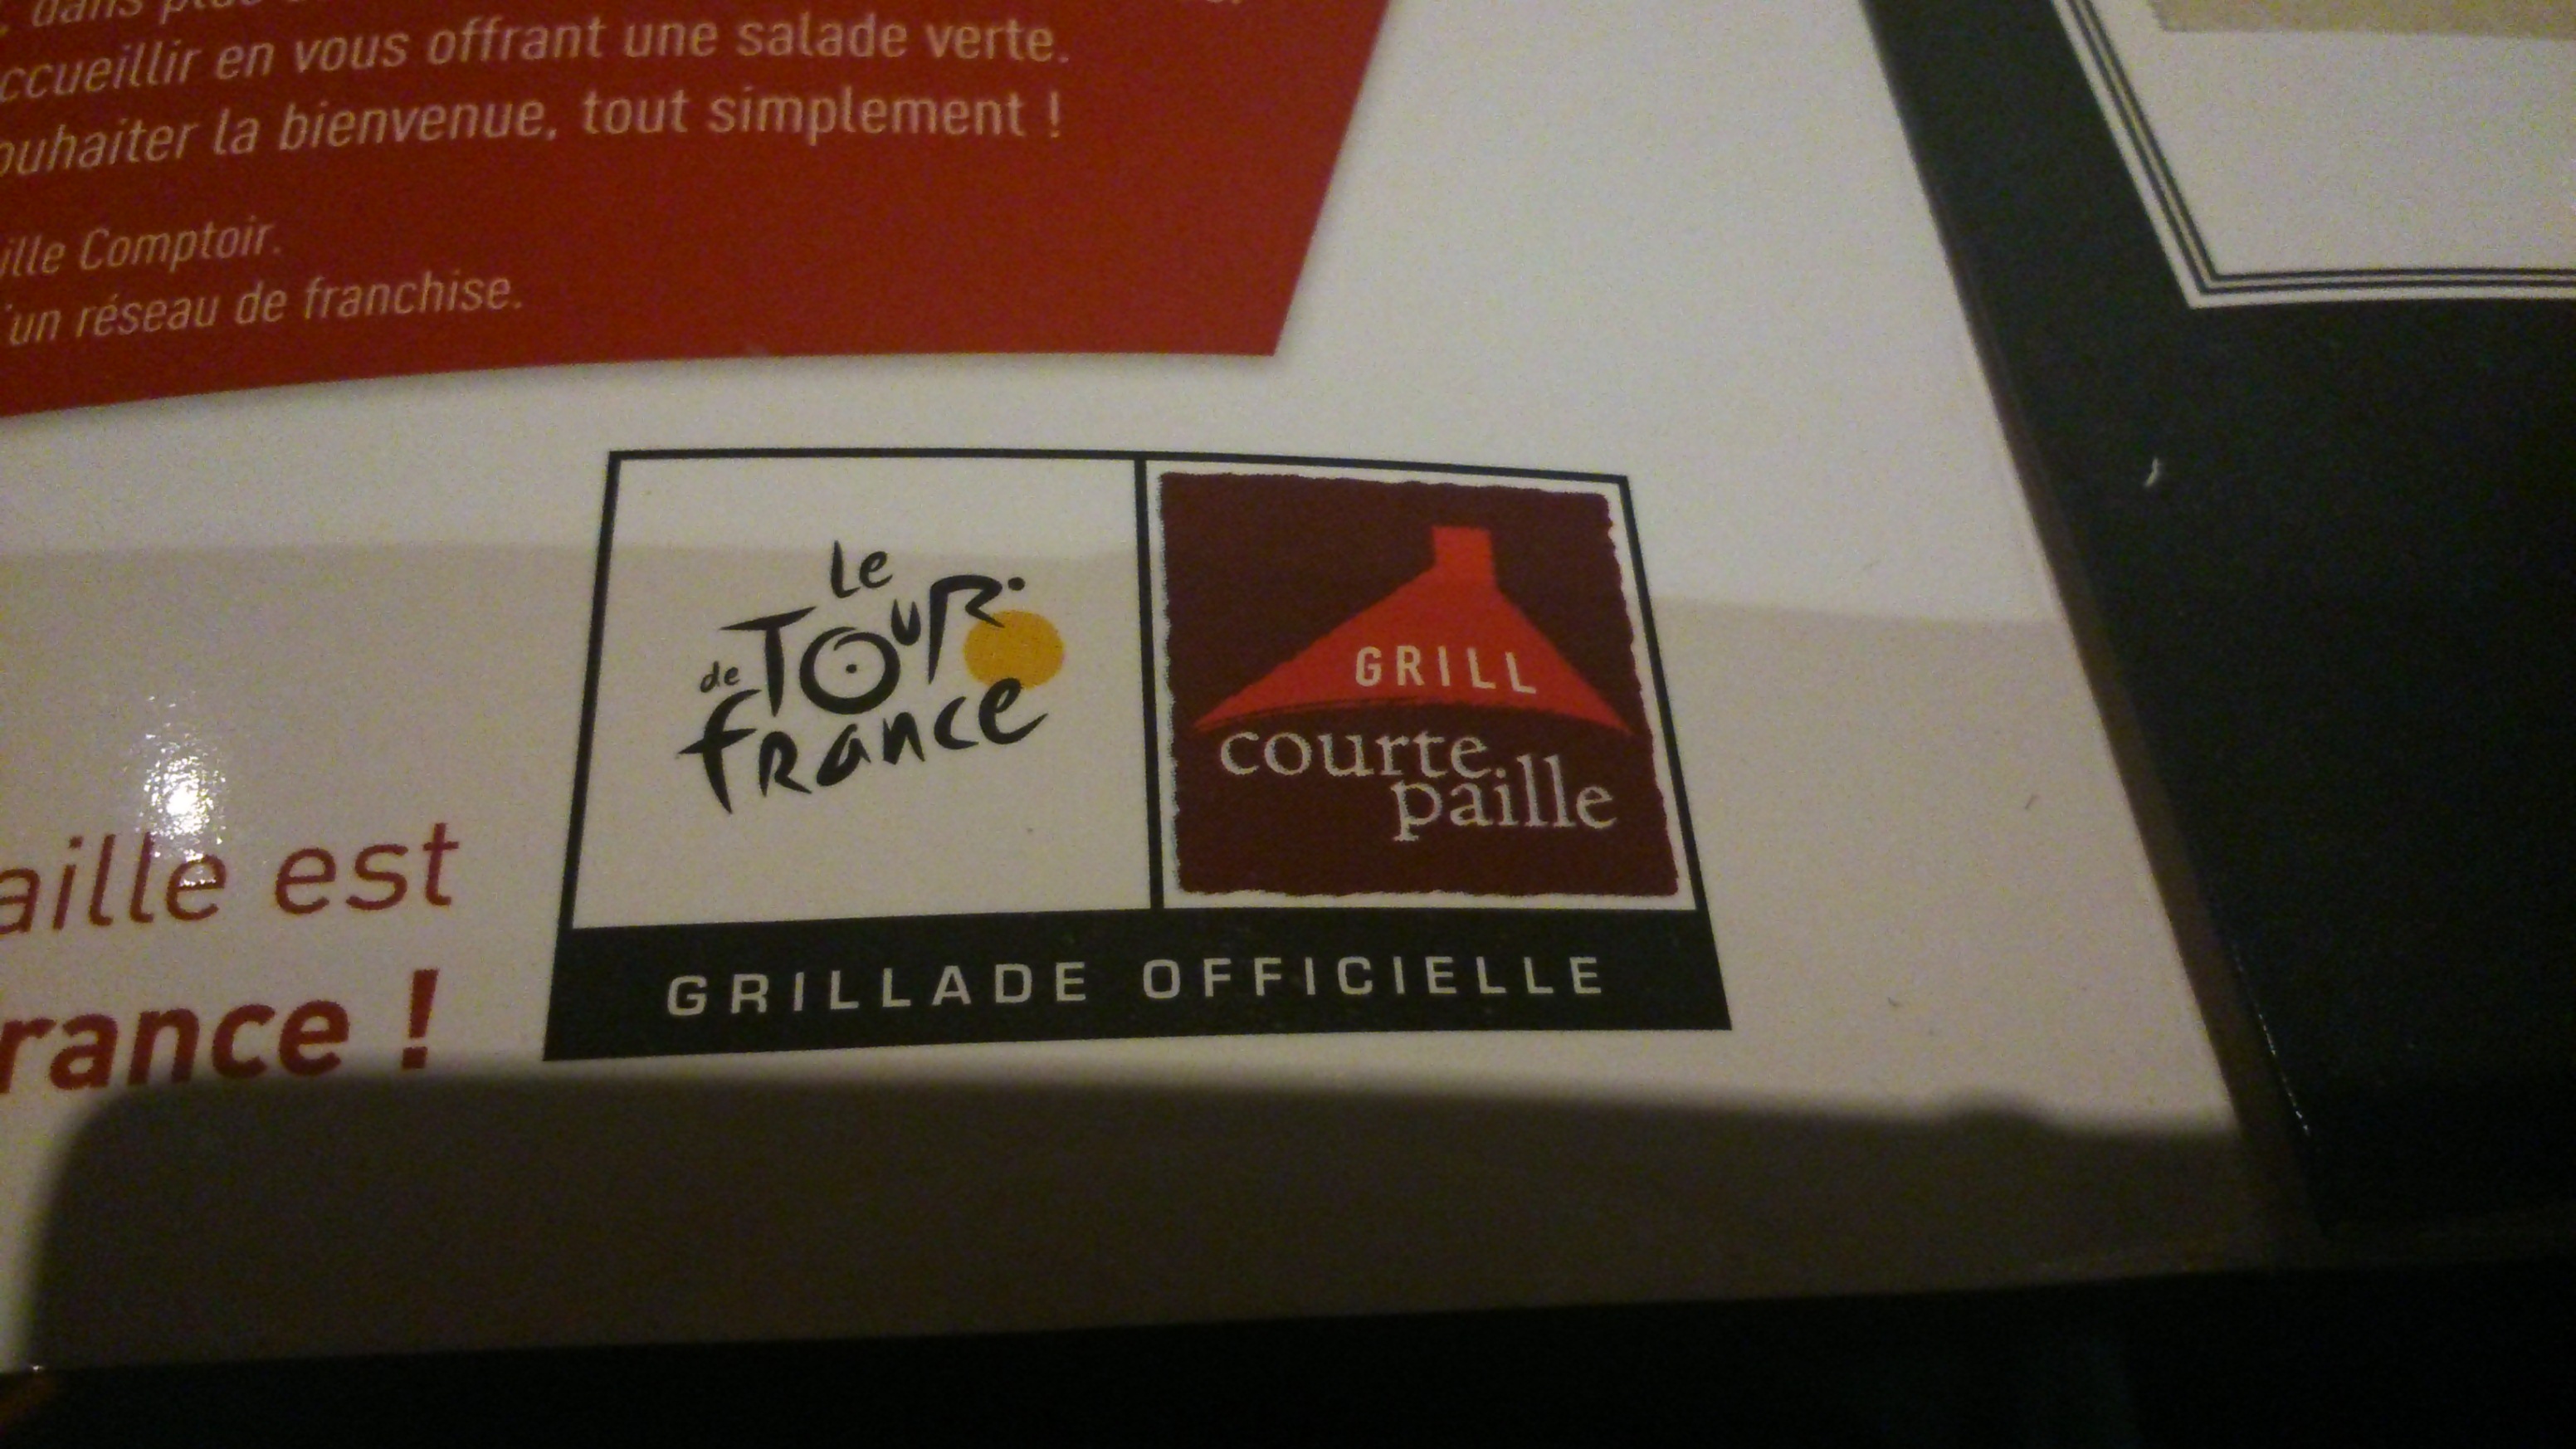 dans
ccueillir en vous offrant une salade verte.
ouhaiter la bienvenue, tout simplement !
ille Comptoir.
'un réseau de franchise.
Le
TOUR
de
france
GRILL
courte
paille
aille est
rance !
GRILLADE OFFICIELLE